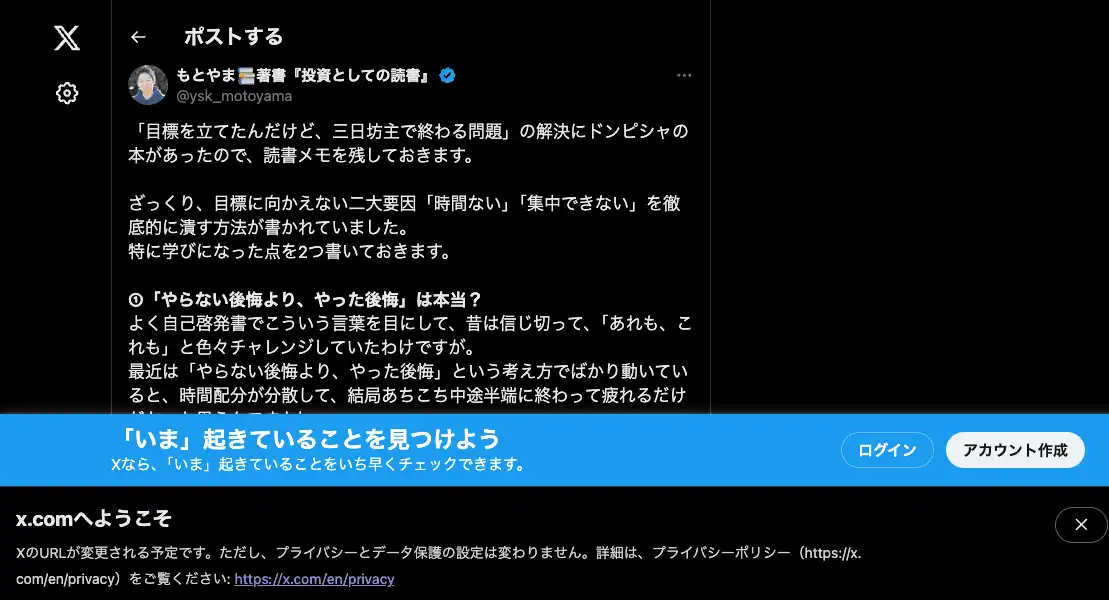 ポストする
もとやま📚著書『投資としての読書』
@ysk_motoyama
「目標を立てたんだけど、三日坊主で終わる問題」の解決にドンピシャの
本があったので、読書メモを残しておきます。
ざっくり、目標に向かえない二大要因「時間ない」「集中できない」を徹
底的に潰す方法が書かれていました。
特に学びになった点を2つ書いておきます。
①「やらない後悔より、やった後悔」は本当？
よく自己啓発書でこういう言葉を目にして、昔は信じ切って、「あれも、こ
れも」と色々チャレンジしていたわけですが。
最近は「やらない後悔より、やった後悔」という考え方でばかり動いてい
ると、時間配分が分散して、結局あちこち中途半端に終わって疲れるだけ
「いま」起きていることを見つけよう
Xなら、「いま」起きていることをいち早くチェックできます。
ログイン
アカウント作成
x.comへようこそ
XのURLが変更される予定です。ただし、プライバシーとデータ保護の設定は変わりません。詳細は、プライバシーポリシー（https://x.
com/en/privacy）をご覧ください: https://x.com/en/privacy